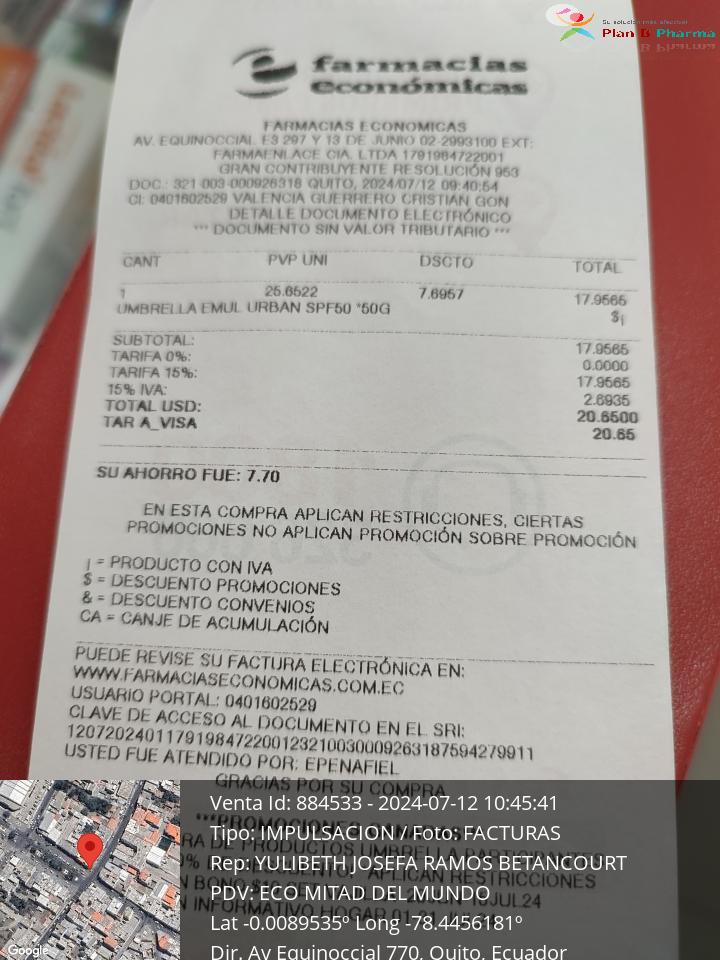 Su solución más efectiva!
Plan B Pharma
farmacias
económicas
FARMACIAS ECONOMICAS
AV. EQUINOCCIAL E3 297 Y 13 DE JUNIO 02-2993100 EXT:
FARMAENLACE CIA. LTDA 1791984722001
GRAN CONTRIBUYENTE RESOLUCIÓN 953
DOC.: 321-003-000926318 QUITO, 2024/07/12 09:40:54
CI: 0401602529 VALENCIA GUERRERO CRISTIAN GON
DETALLE DOCUMENTO ELECTRÓNICO
*** DOCUMENTO SIN VALOR TRIBUTARIO ***
CANT PVP UNI DSCTO TOTAL
1 25.6522 7.6957 17.9565
UMBRELLA EMUL URBAN SPF50 *50G $¡
SUBTOTAL: 17.9565
TARIFA 0%: 0.0000
TARIFA 15%: 17.9565
15% IVA: 2.6935
TOTAL USD: 20.6500
TAR A_VISA 20.65
SU AHORRO FUE: 7.70
EN ESTA COMPRA APLICAN RESTRICCIONES, CIERTAS
PROMOCIONES NO APLICAN PROMOCIÓN SOBRE PROMOCIÓN
¡ = PRODUCTO CON IVA
$ = DESCUENTO PROMOCIONES
& = DESCUENTO CONVENIOS
CA = CANJE DE ACUMULACIÓN
PUEDE REVISE SU FACTURA ELECTRÓNICA EN:
WWW.FARMACIASECONOMICAS.COM.EC
USUARIO PORTAL: 0401602529
CLAVE DE ACCESO AL DOCUMENTO EN EL SRI:
1207202401179198472200123210030009263187594279911
USTED FUE ATENDIDO POR: EPENAFIEL
GRACIAS POR SU COMPRA
Venta Id: 884533 - 2024-07-12 10:45:41
Tipo: IMPULSACION / Foto: FACTURAS
Rep: YULIBETH JOSEFA RAMOS BETANCOURT
PDV: ECO MITAD DEL MUNDO
Lat -0.0089535º Long -78.4456181º
Dir. Av Equinoccial 770, Quito, Ecuador
Google